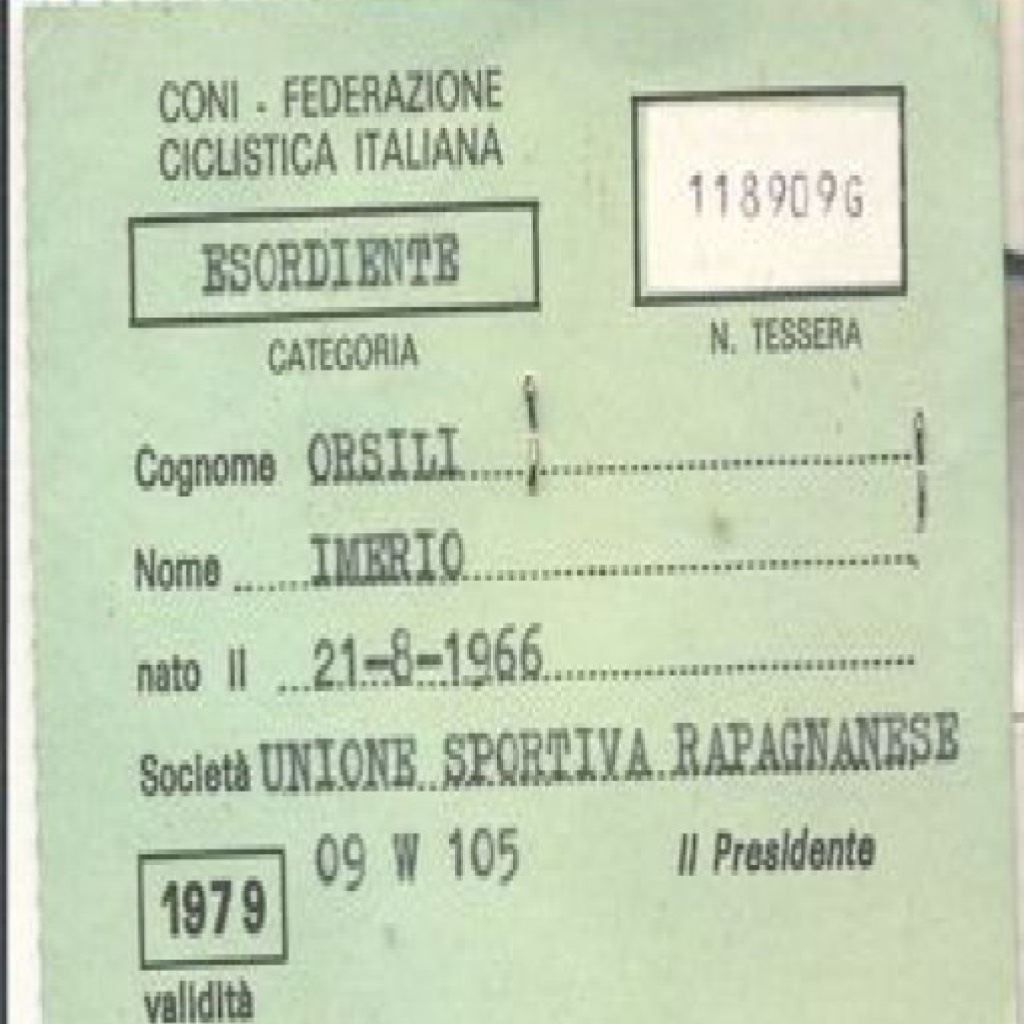 CONI - FEDERAZIONE
CICLISTICA ITALIANA
118909G
ESORDIENTE
N. TESSERA
CATEGORIA
Cognome ORSILI
Nome IMERIO
nato il 21-8-1966
Società UNIONE SPORTIVA RAPAGNANESE
09 W 105
Il Presidente
1979
validità